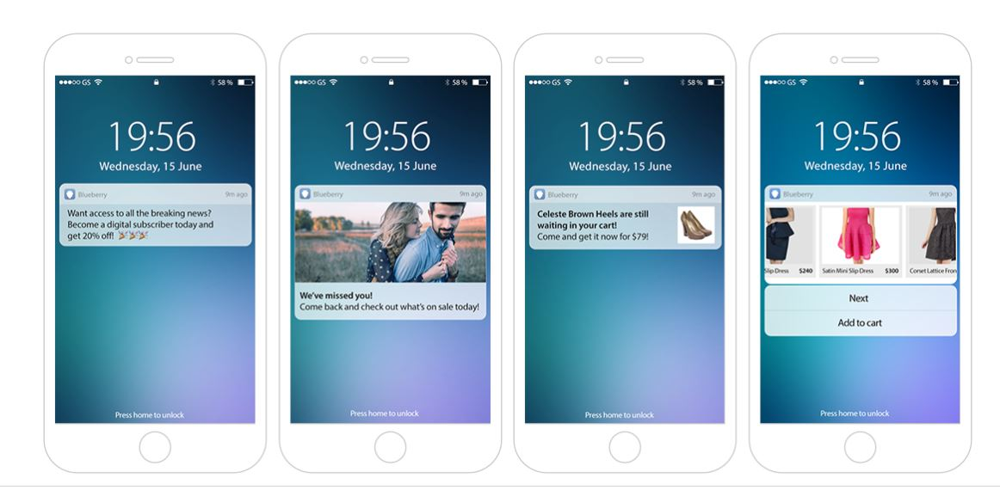 GS 58 %
19:56
Wednesday, 15 June
Blueberry 9m ago
Want access to all the breaking news?
Become a digital subscriber today and
get 20% off! 🎉🎉🎉
Press home to unlock
GS 58 %
19:56
Wednesday, 15 June
Blueberry 9m ago
We've missed you!
Come back and check out what's on sale today!
Press home to unlock
GS 58 %
19:56
Wednesday, 15 June
Blueberry 9m ago
Celeste Brown Heels are still
waiting in your cart!
Come and get it now for $79!
Press home to unlock
GS 58 %
19:56
Wednesday, 15 June
Blueberry 9m ago
Slip Dress $240 Satin Mini Slip Dress $300 Corset Lattice Fron
Next
Add to cart
Press home to unlock